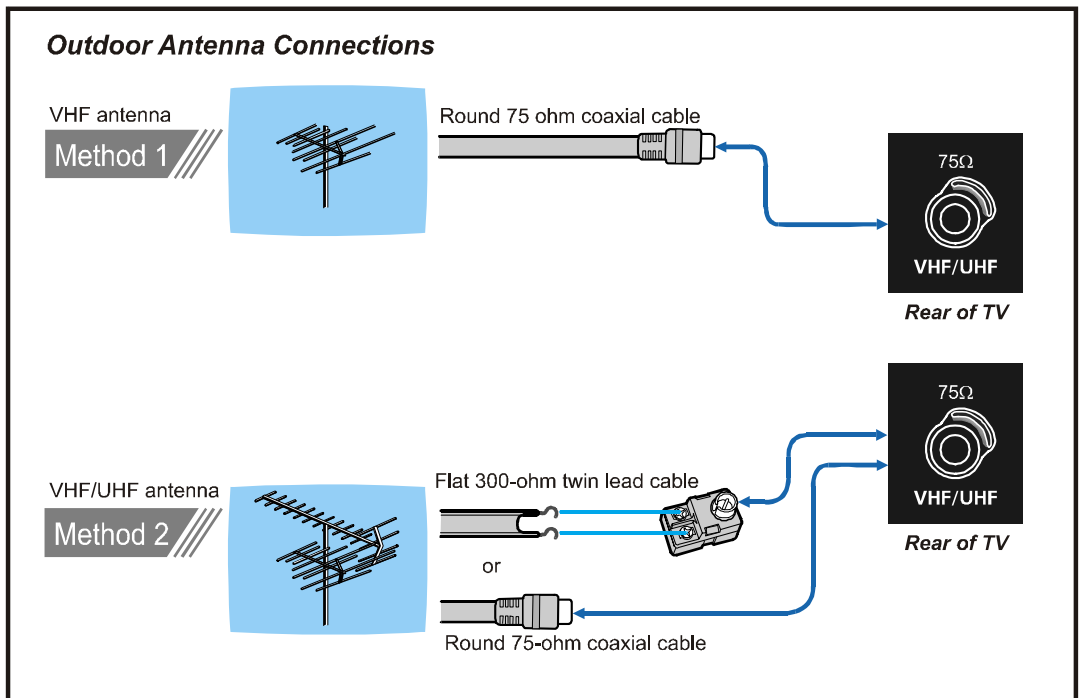 Outdoor Antenna Connections
VHF antenna
Method 1
Round 75 ohm coaxial cable
75Ω
VHF/UHF
Rear of TV
VHF/UHF antenna
Method 2
Flat 300-ohm twin lead cable
or
Round 75-ohm coaxial cable
75Ω
VHF/UHF
Rear of TV